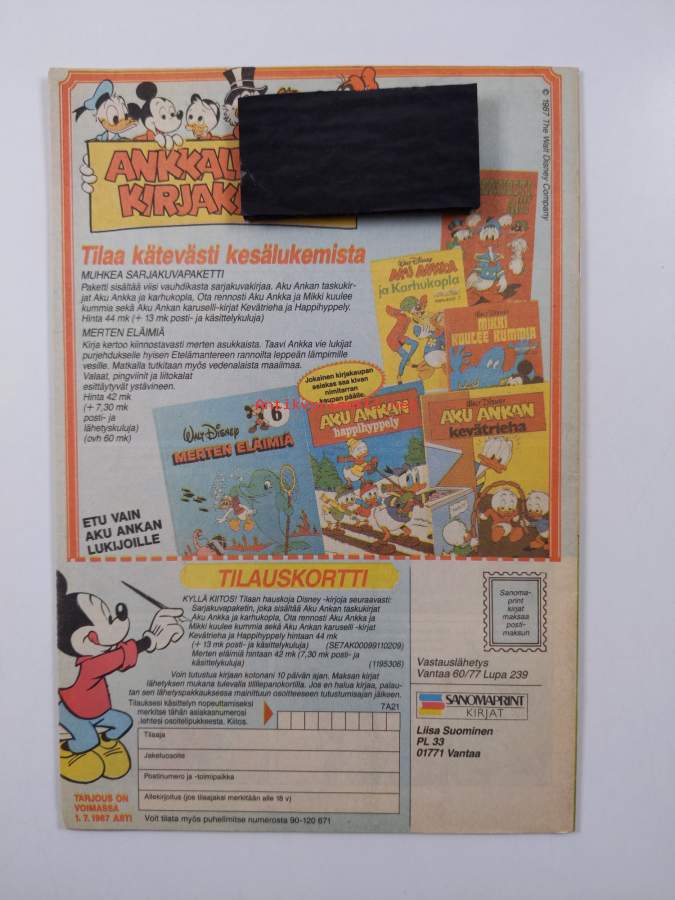 © 1987 The Walt Disney Company
Tilaa kätevästi kesälukemista
MUHKEA SARJAKUVAPAKETTI
Paketti sisältää viisi vauhdikasta sarjakuvakirjaa. Aku Ankan taskukir-
jat Aku Ankka ja karhukopla, Ota rennosti Aku Ankka ja Mikki kuulee
kummia sekä Aku Ankan karuselli-kirjat Kevätrieha ja Happihyppely.
Hinta 44 mk (+ 13 mk posti- ja käsittelykuluja)
MERTEN ELÄIMIÄ
Kirja kertoo kiinnostavasti merten asukkaista. Taavi Ankka vie lukijat
purjehdukselle hyisen Etelämantereen rannoilta leppeän lämpimille
vesille. Matkalla tutkitaan myös vedenalaista maailmaa.
Valaat, pingviinit ja liitokalat
esittäytyvät ystävineen.
Hinta 42 mk
(+ 7,30 mk
posti- ja
lähetyskuluja)
(ovh 60 mk)
Walt Disney
AKU ANKKA
ja Karhukopla
MIKKI
KUULEE KUMMIA
Jokainen kirjakaupan
asiakas saa kivan
nimitarran
kaupan päälle.
Walt Disney
6
MERTEN ELÄIMIÄ
AKU ANKAN
happihyppely
Walt Disney
AKU ANKAN
kevätrieha
ETU VAIN
AKU ANKAN
LUKIJOILLE
TILAUSKORTTI
KYLLÄ KIITOS! Tilaan hauskoja Disney -kirjoja seuraavasti:
Sarjakuvapaketin, joka sisältää Aku Ankan taskukirjat
Aku Ankka ja karhukopla, Ota rennosti Aku Ankka ja
Mikki kuulee kummia sekä Aku Ankan karuselli -kirjat
Kevätrieha ja Happihyppely hintaan 44 mk
(+ 13 mk posti- ja käsittelykuluja) (SE7AK00099110209)
Merten eläimiä hintaan 42 mk (7,30 mk posti- ja
käsittelykuluja) (1195306)
Voin tutustua kirjaan kotonani 10 päivän ajan. Maksan kirjat
lähetyksen mukana tulevalla tilillepanokortilla. Jos en halua kirjaa, palau-
tan sen lähetyspakkauksessa mainittuun osoitteeseen tutustumisajan jälkeen.
Tilauksesi käsittelyn nopeuttamiseksi
merkitse tähän asiakasnumerosi
lehtesi osoitelipukkeesta. Kiitos.
7A21
Tilaaja
Jakeluosoite
Postinumero ja -toimipaikka
Allekirjoitus (jos tilaajaksi merkitään alle 18 v)
TARJOUS ON
VOIMASSA
1. 7. 1987 ASTI
Voit tilata myös puhelimitse numerosta 90-120 671
Sanoma-
print
kirjat
maksaa
posti-
maksun
Vastauslähetys
Vantaa 60/77 Lupa 239
SANOMAPRINT
KIRJAT
Liisa Suominen
PL 33
01771 Vantaa